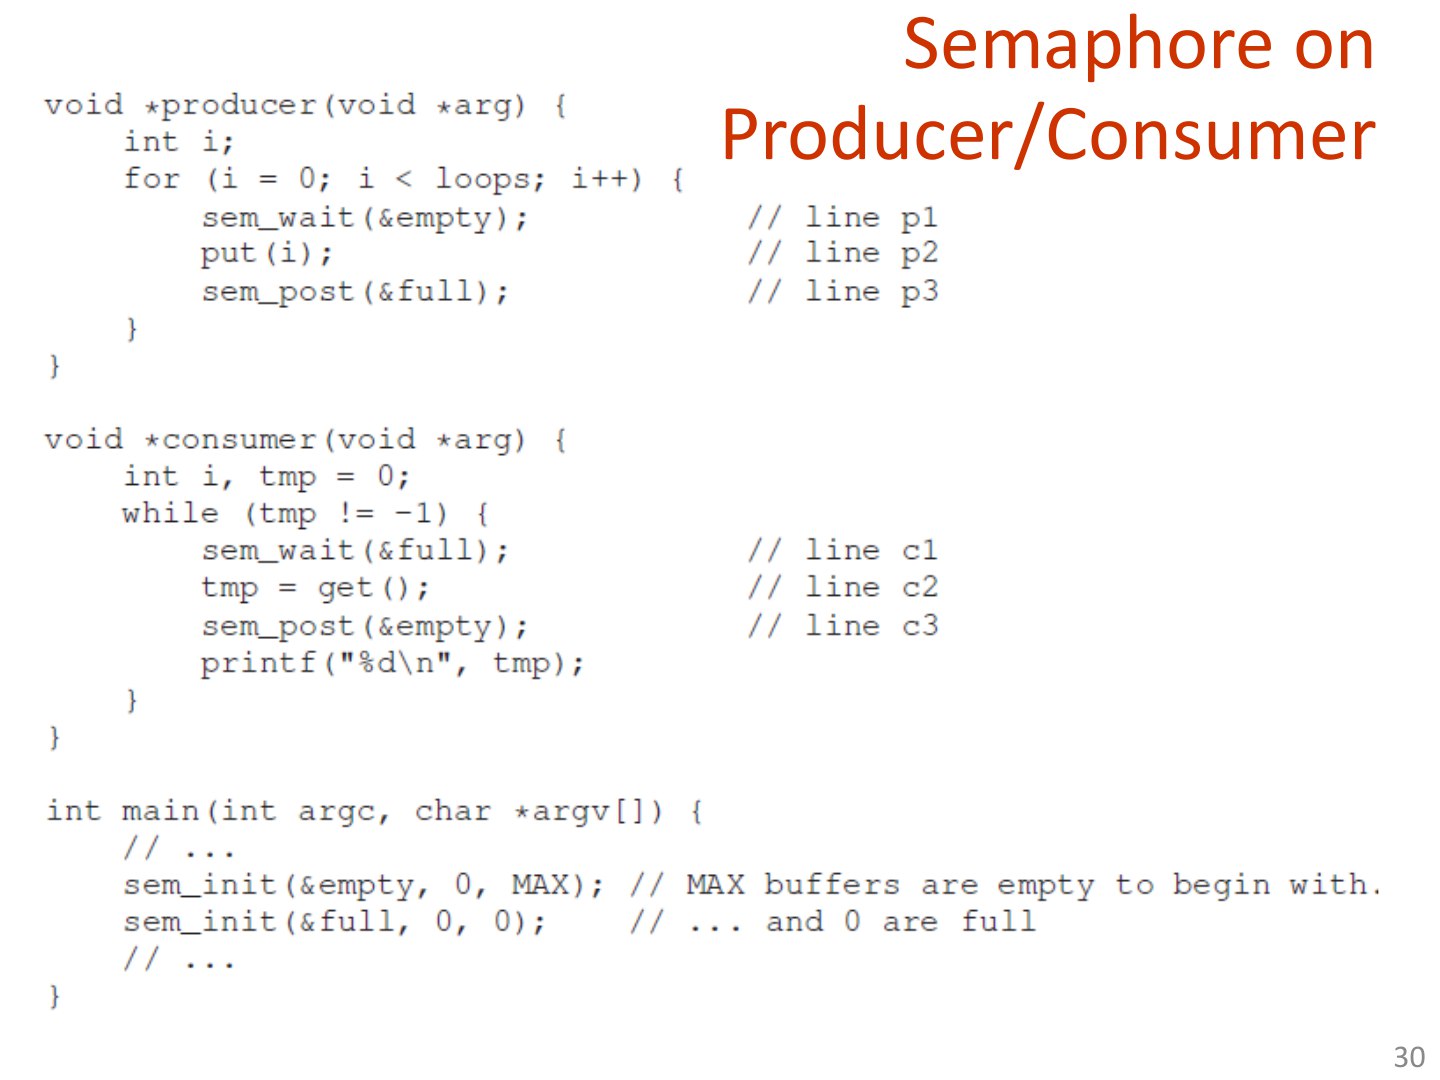 Semaphore on
Producer/Consumer
void *producer(void *arg) {
    int i;
    for (i = 0; i < loops; i++) {
        sem_wait(&empty);            // line p1
        put(i);                      // line p2
        sem_post(&full);             // line p3
    }
}
void *consumer(void *arg) {
    int i, tmp = 0;
    while (tmp != -1) {
        sem_wait(&full);             // line c1
        tmp = get();                 // line c2
        sem_post(&empty);            // line c3
        printf("%d\n", tmp);
    }
}
int main(int argc, char *argv[]) {
    // ...
    sem_init(&empty, 0, MAX); // MAX buffers are empty to begin with.
    sem_init(&full, 0, 0);    // ... and 0 are full
    // ...
}
30